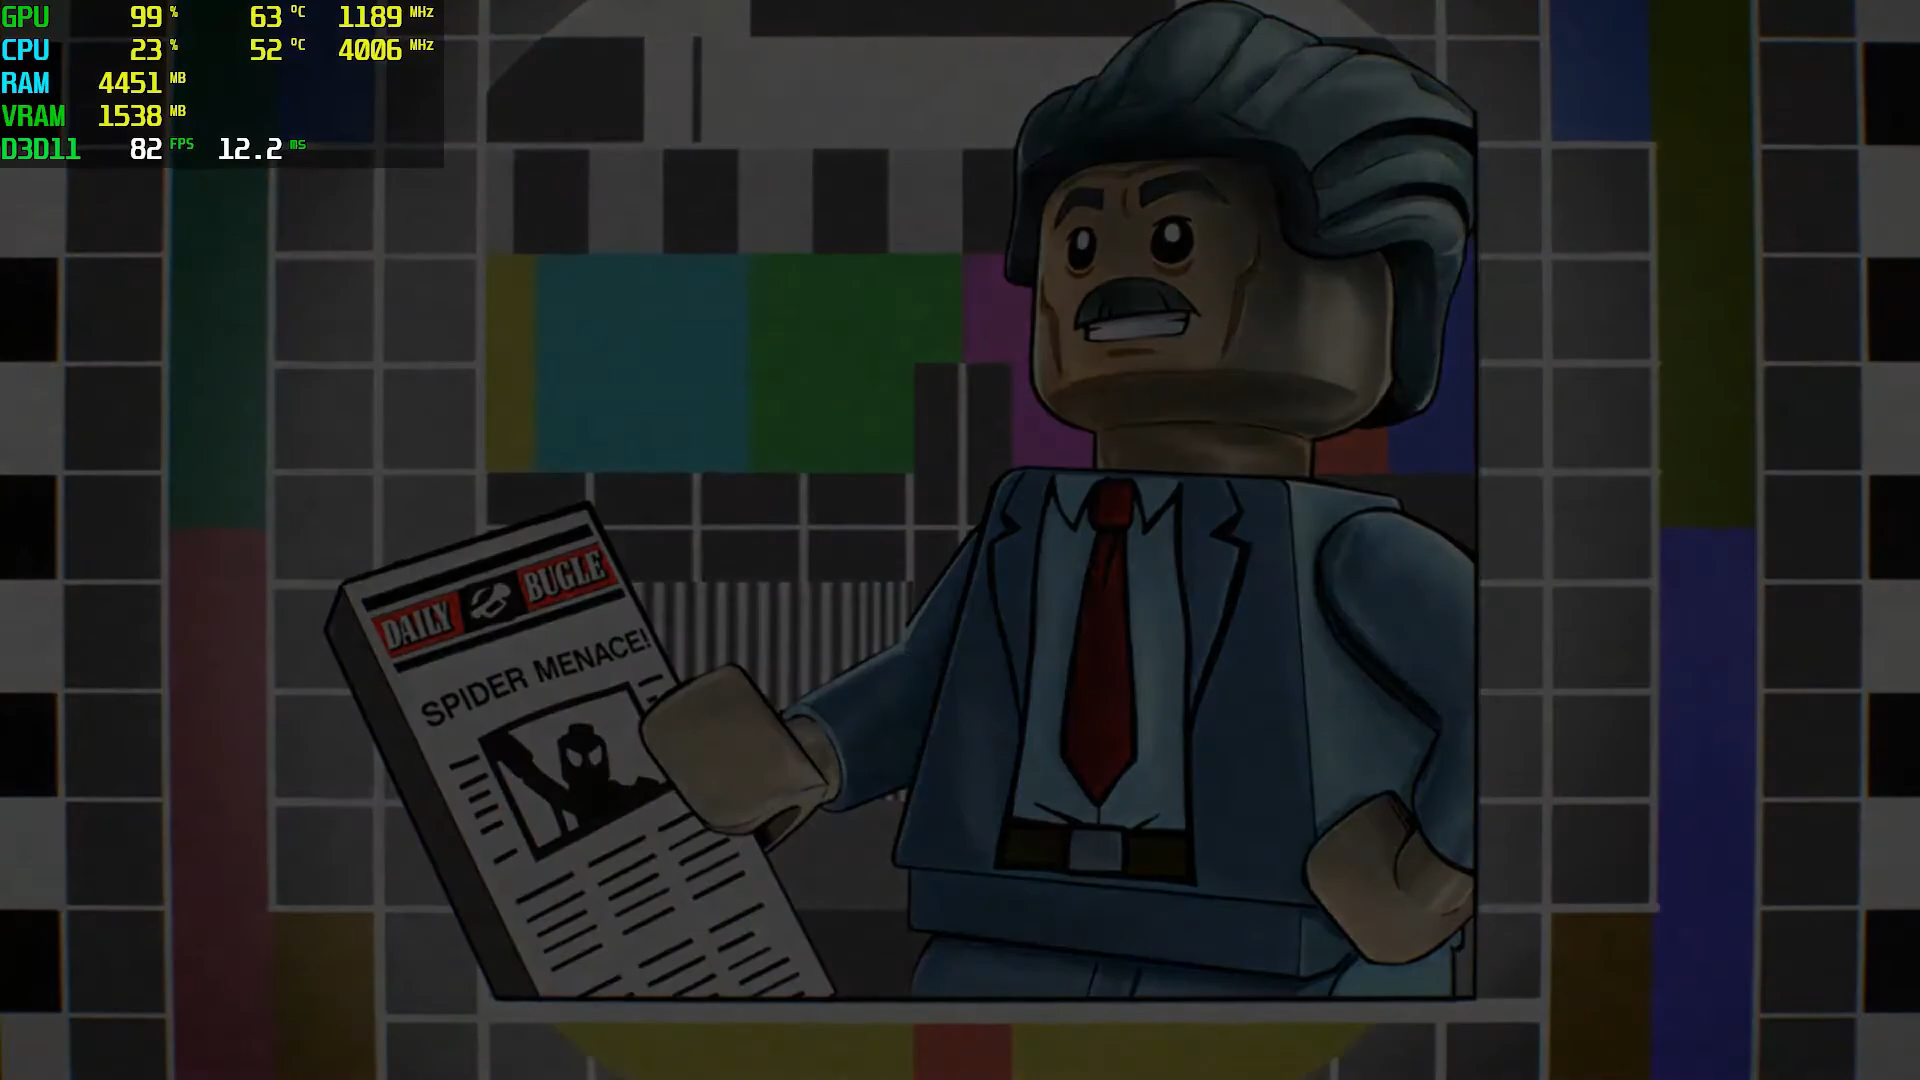 GPU 99 % 63 °C 1189 MHz
CPU 23 % 52 °C 4006 MHz
RAM 4451 MB
VRAM 1538 MB
D3D11 82 FPS 12.2 ms
DAILY BUGLE
SPIDER MENACE!